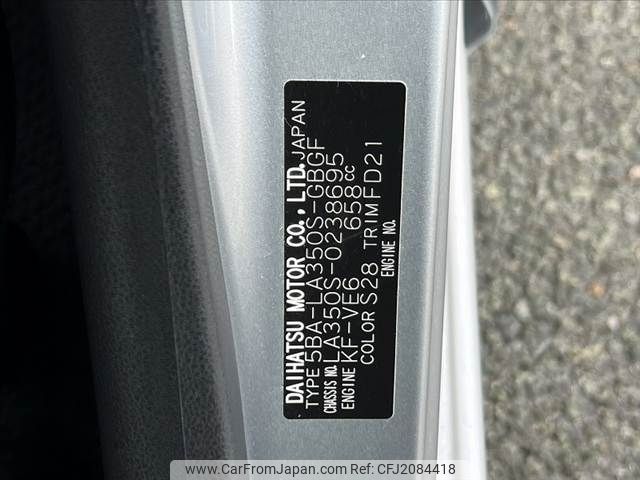 DAIHATSU MOTOR CO., LTD. JAPAN
TYPE 5BA-LA350S-GBGF
CHASSIS NO. LA350S-0238695
ENGINE KF-VE6 658CC
COLOR S28 TRIM FD21
ENGINE NO.
www.CarFromJapan.com - CFJ2084418